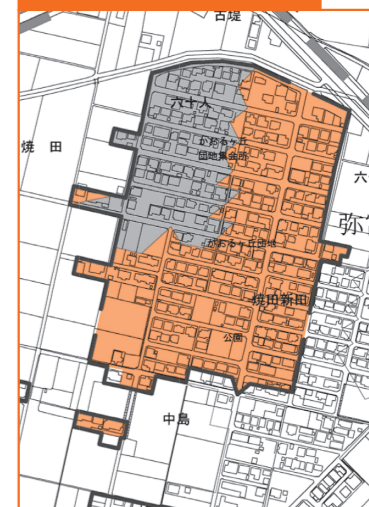 古堤
六十人
かおるヶ丘
団地集会所
焼 田
六
弥
かおるヶ丘団地
焼田新田
公園
中島